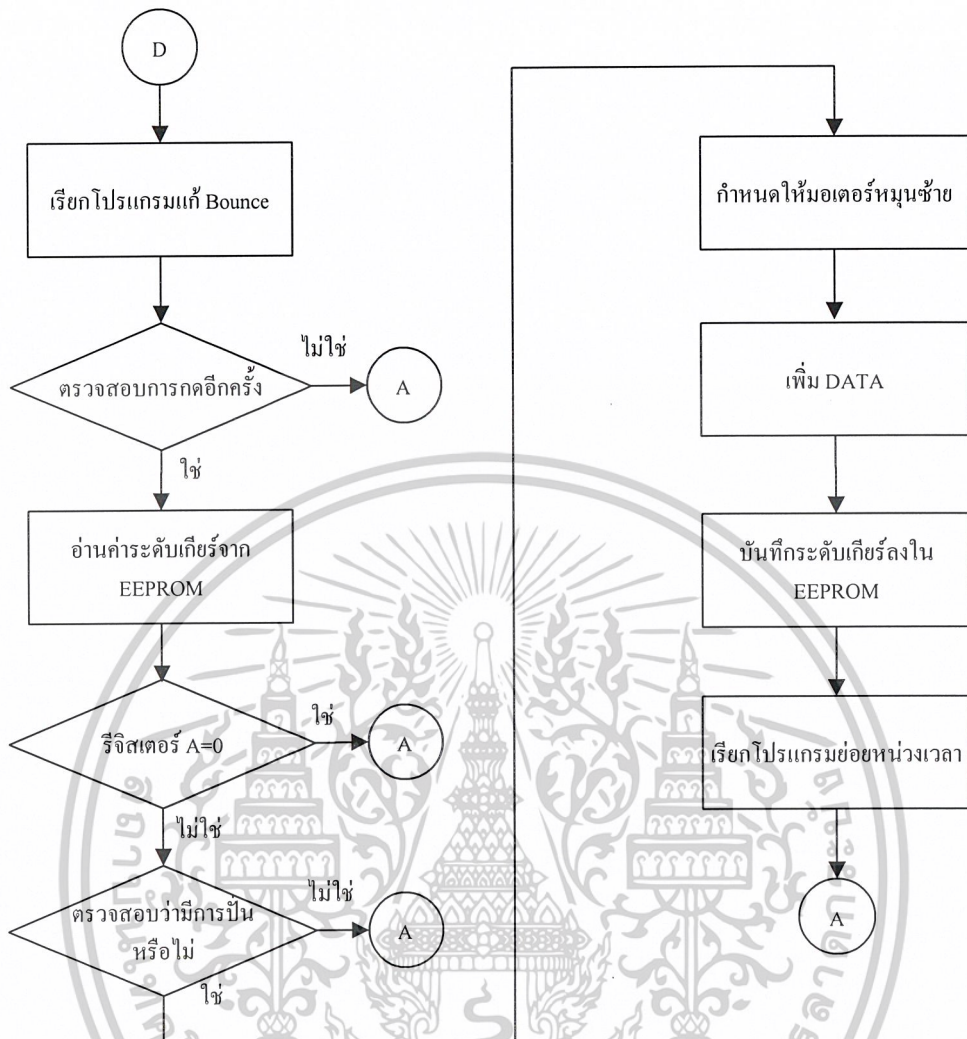 D
เรียกโปรแกรมแก้ Bounce
ตรวจสอบการกดอีกครั้ง
ไม่ใช่
A
ใช่
อ่านค่าระดับเกียร์จาก
EEPROM
รีจิสเตอร์ A=0
ใช่
A
ไม่ใช่
ตรวจสอบว่ามีการปั่น
หรือไม่
ไม่ใช่
A
ใช่
กำหนดให้มอเตอร์หมุนซ้าย
เพิ่ม DATA
บันทึกระดับเกียร์ลงใน
EEPROM
เรียกโปรแกรมย่อยหน่วงเวลา
A